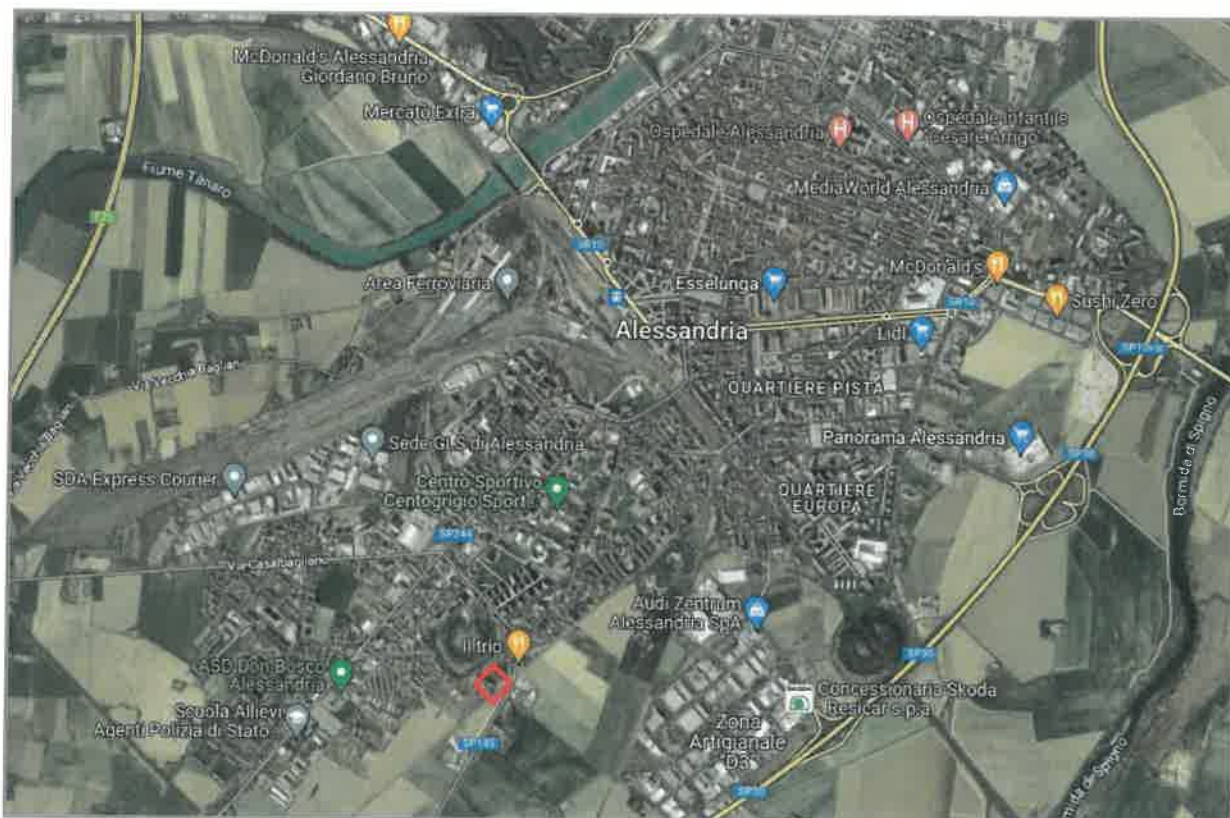 McDonald's Alessandria
Giordano Bruno
Mercatò Extra
Ospedale Alessandria
Ospedale Infantile
Cesare Arrigo
Fiume Tanaro
MediaWorld Alessandria
SR10
McDonald's
Area Ferroviaria
Esselunga
Sushi Zero
Alessandria
SR10
Lidl
QUARTIERE PISTA
Sede GLS di Alessandria
Panorama Alessandria
SDA Express Courier
Centro Sportivo
Centogrigio Sport
QUARTIERE
EUROPA
Bormida di Spigno
SP244
Via Casalbagliano
Audi Zentrum
Alessandria SpA
Il trio
ASD Don Bosco
Alessandria
Concessionaria Skoda
Resicar s.p.a
Scuola Allievi
Agenti Polizia di Stato
SP185
Zona
Artigianale
D3